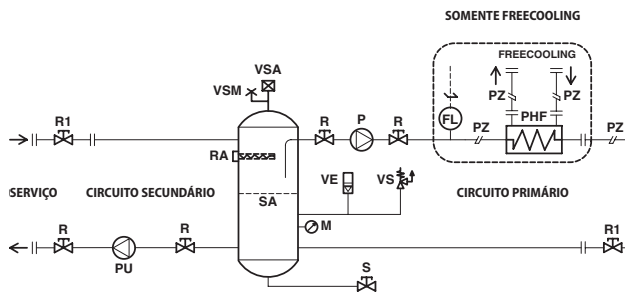 SOMENTE FREECOOLING
FREECOOLING
VSA
VSM
PZ PZ
R1 R P R FL PZ PHF PZ
RA
VE VS
DSERVIÇO CIRCUITO SECUNDÁRIO SA CIRCUITO PRIMÁRIO
M
R R R1
PU S